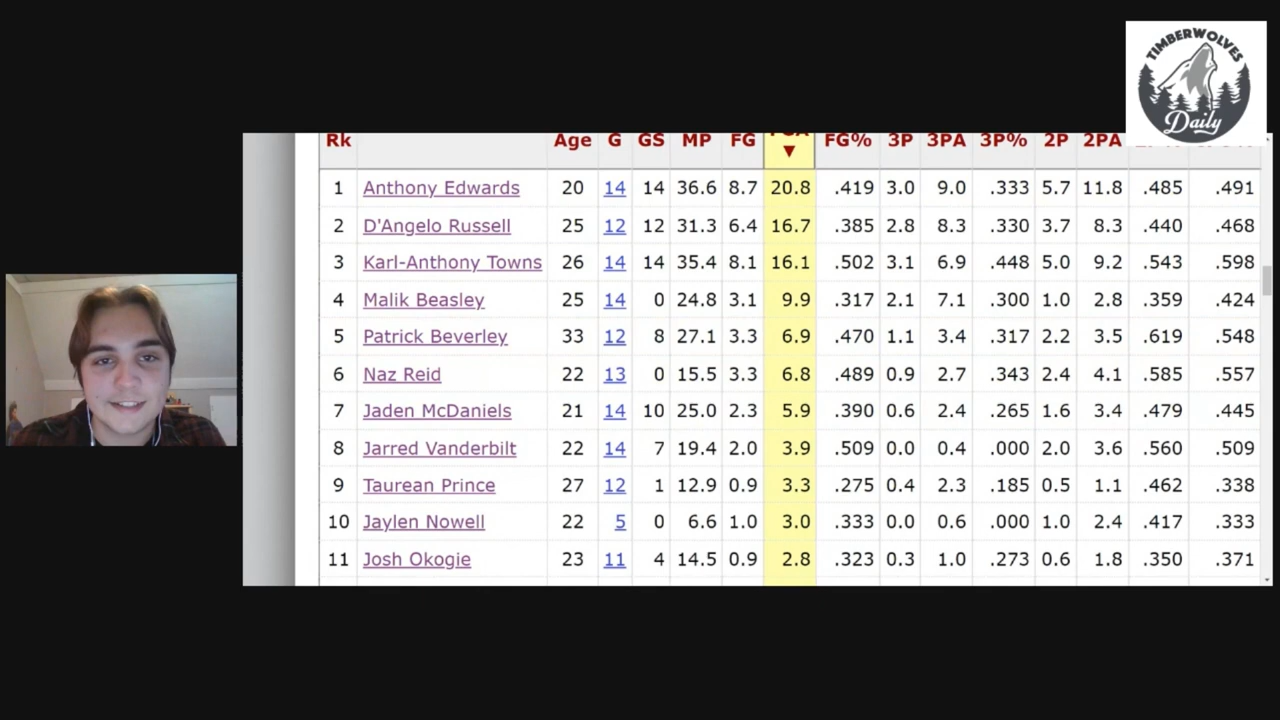 TIMBERWOLVES
Daily
Rk Age G GS MP FG FGA FG% 3P 3PA 3P% 2P 2PA
1 Anthony Edwards 20 14 14 36.6 8.7 20.8 .419 3.0 9.0 .333 5.7 11.8 .485 .491
2 D'Angelo Russell 25 12 12 31.3 6.4 16.7 .385 2.8 8.3 .330 3.7 8.3 .440 .468
3 Karl-Anthony Towns 26 14 14 35.4 8.1 16.1 .502 3.1 6.9 .448 5.0 9.2 .543 .598
4 Malik Beasley 25 14 0 24.8 3.1 9.9 .317 2.1 7.1 .300 1.0 2.8 .359 .424
5 Patrick Beverley 33 12 8 27.1 3.3 6.9 .470 1.1 3.4 .317 2.2 3.5 .619 .548
6 Naz Reid 22 13 0 15.5 3.3 6.8 .489 0.9 2.7 .343 2.4 4.1 .585 .557
7 Jaden McDaniels 21 14 10 25.0 2.3 5.9 .390 0.6 2.4 .265 1.6 3.4 .479 .445
8 Jarred Vanderbilt 22 14 7 19.4 2.0 3.9 .509 0.0 0.4 .000 2.0 3.6 .560 .509
9 Taurean Prince 27 12 1 12.9 0.9 3.3 .275 0.4 2.3 .185 0.5 1.1 .462 .338
10 Jaylen Nowell 22 5 0 6.6 1.0 3.0 .333 0.0 0.6 .000 1.0 2.4 .417 .333
11 Josh Okogie 23 11 4 14.5 0.9 2.8 .323 0.3 1.0 .273 0.6 1.8 .350 .371